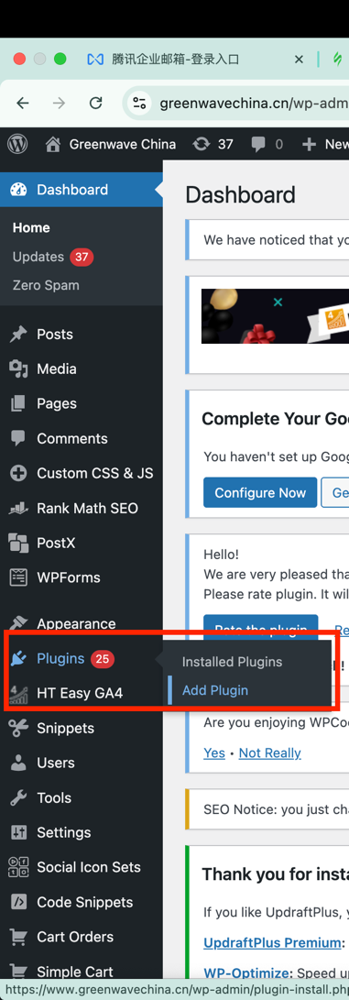 腾讯企业邮箱-登录入口
greenwavechina.cn/wp-adm
Greenwave China 37 0 New
Dashboard
Home
Updates 37
Zero Spam
Posts
Media
Pages
Comments
Custom CSS & JS
Rank Math SEO
PostX
WPForms
Appearance
Plugins 25
HT Easy GA4
Snippets
Users
Tools
Settings
Social Icon Sets
Code Snippets
Cart Orders
Simple Cart
Installed Plugins
Add Plugin
Dashboard
We have noticed that yo
Complete Your Goo
You haven't set up Goog
Configure Now Ge
Hello!
We are very pleased tha
Please rate plugin. It wil
Rate the plugin Re
Are you enjoying WPCod
Yes • Not Really
SEO Notice: you just cha
Thank you for insta
If you like UpdraftPlus, y
UpdraftPlus Premium:
WP-Optimize: Speed u
https://www.greenwavechina.cn/wp-admin/plugin-install.ph